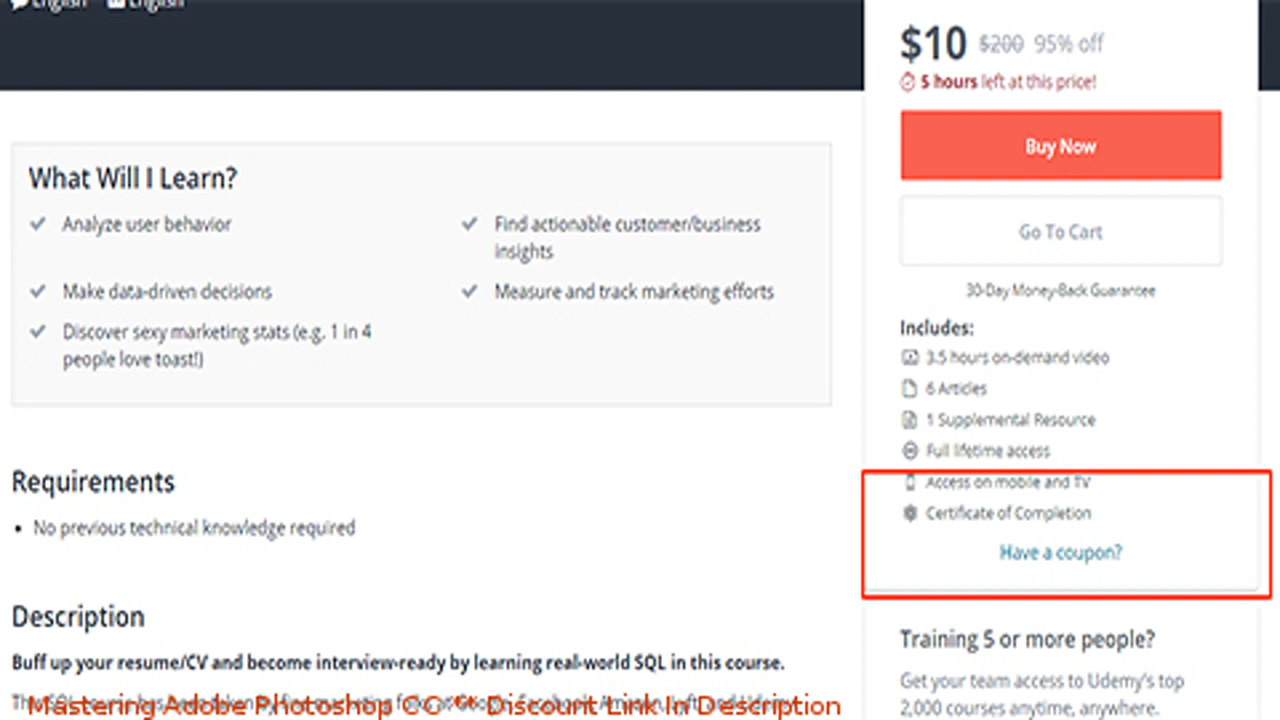 English English
What Will I Learn?
Analyze user behavior
Find actionable customer/business
insights
Make data-driven decisions
Measure and track marketing efforts
Discover sexy marketing stats (e.g. 1 in 4
people love toast!)
Requirements
• No previous technical knowledge required
Description
Buff up your resume/CV and become interview-ready by learning real-world SQL in this course.
Mastering Adobe Photoshop CC Discount Link In Description
$10 $200 95% off
5 hours left at this price!
Buy Now
Go To Cart
30-Day Money-Back Guarantee
Includes:
3.5 hours on-demand video
6 Articles
1 Supplemental Resource
Full lifetime access
Access on mobile and TV
Certificate of Completion
Have a coupon?
Training 5 or more people?
Get your team access to Udemy's top
2,000 courses anytime, anywhere.